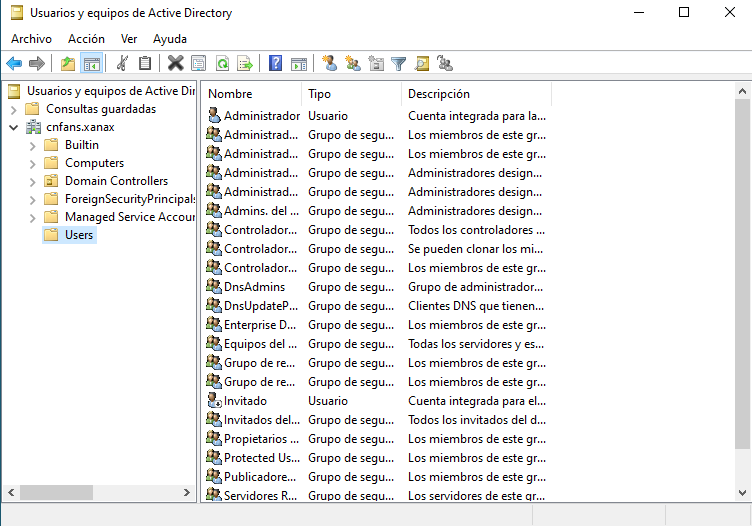 Usuarios y equipos de Active Directory
Archivo Acción Ver Ayuda
Usuarios y equipos de Active Dir
Consultas guardadas
cnfans.xanax
Builtin
Computers
Domain Controllers
ForeignSecurityPrincipals
Managed Service Accour
Users
Nombre Tipo Descripción
Administrador Usuario Cuenta integrada para la...
Administrad... Grupo de segu... Los miembros de este gr...
Administrad... Grupo de segu... Los miembros de este gr...
Administrad... Grupo de segu... Administradores design...
Administrad... Grupo de segu... Administradores design...
Admins. del ... Grupo de segu... Administradores design...
Controlador... Grupo de segu... Todos los controladores ...
Controlador... Grupo de segu... Se pueden clonar los mi...
Controlador... Grupo de segu... Los miembros de este gr...
DnsAdmins Grupo de segu... Grupo de administrador...
DnsUpdateP... Grupo de segu... Clientes DNS que tienen...
Enterprise D... Grupo de segu... Los miembros de este gr...
Equipos del ... Grupo de segu... Todas los servidores y es...
Grupo de re... Grupo de segu... Los miembros de este gr...
Grupo de re... Grupo de segu... Los miembros de este gr...
Invitado Usuario Cuenta integrada para el...
Invitados del... Grupo de segu... Todos los invitados del d...
Propietarios ... Grupo de segu... Los miembros de este gr...
Protected Us... Grupo de segu... Los miembros de este gr...
Publicadore... Grupo de segu... Los miembros de este gr...
Servidores R... Grupo de segu... Los servidores de este gr...